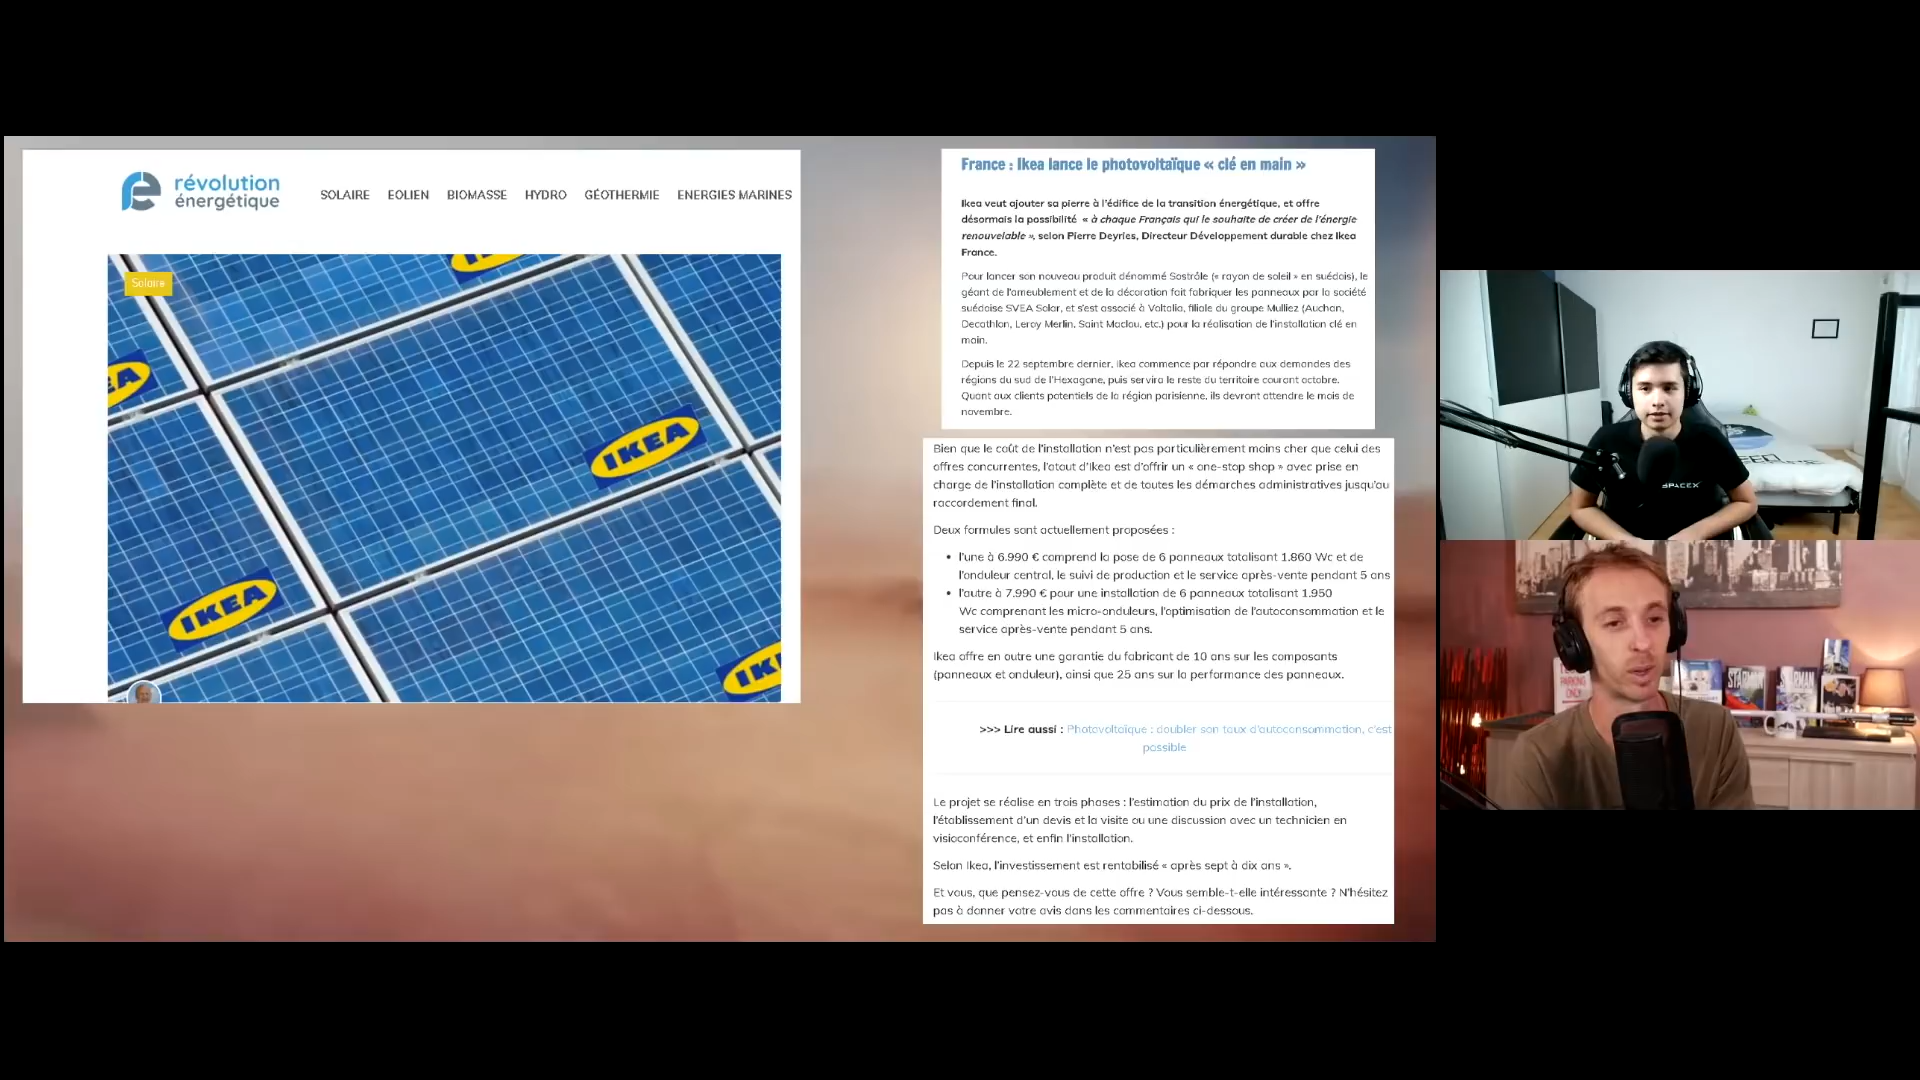 révolution
énergétique
SOLAIRE EOLIEN BIOMASSE HYDRO GÉOTHERMIE ENERGIES MARINES
Solaire
IKEA
IKEA
France : Ikea lance le photovoltaïque « clé en main »
Ikea veut ajouter sa pierre à l'édifice de la transition énergétique, et offre
désormais la possibilité « à chaque Français qui le souhaite de créer de l'énergie
renouvelable », selon Pierre Deyries, Directeur Développement durable chez Ikea
France.
Pour lancer son nouveau produit dénommé Sostrôle (« rayon de soleil » en suédois), le
géant de l'ameublement et de la décoration fait fabriquer les panneaux par la société
suédoise SVEA Solar, et s'est associé à Voltalia, filiale du groupe Mulliez (Auchan,
Decathlon, Leroy Merlin, Saint Maclou, etc.) pour la réalisation de l'installation clé en
main.
Depuis le 22 septembre dernier, Ikea commence par répondre aux demandes des
régions du sud de l'Hexagone, puis servira le reste du territoire courant octobre.
Quant aux clients potentiels de la région parisienne, ils devront attendre le mois de
novembre.
Bien que le coût de l'installation n'est pas particulièrement moins cher que celui des
offres concurrentes, l'atout d'Ikea est d'offrir un « one-stop shop » avec prise en
charge de l'installation complète et de toutes les démarches administratives jusqu'au
raccordement final.
Deux formules sont actuellement proposées :
• l'une à 6.990 € comprend la pose de 6 panneaux totalisant 1.860 Wc et de
l'onduleur central, le suivi de production et le service après-vente pendant 5 ans
• l'autre à 7.990 € pour une installation de 6 panneaux totalisant 1.950
Wc comprenant les micro-onduleurs, l'optimisation de l'autoconsommation et le
service après-vente pendant 5 ans.
Ikea offre en outre une garantie du fabricant de 10 ans sur les composants
(panneaux et onduleur), ainsi que 25 ans sur la performance des panneaux.
>>> Lire aussi : Photovoltaïque : doubler son taux d'autoconsommation, c'est
possible
Le projet se réalise en trois phases : l'estimation du prix de l'installation,
l'établissement d'un devis et la visite ou une discussion avec un technicien en
visioconférence, et enfin l'installation.
Selon Ikea, l'investissement est rentabilisé « après sept à dix ans ».
Et vous, que pensez-vous de cette offre ? Vous semble-t-elle intéressante ? N'hésitez
pas à donner votre avis dans les commentaires ci-dessous.
SPACEX
PARKING
ONLY
STARMAN